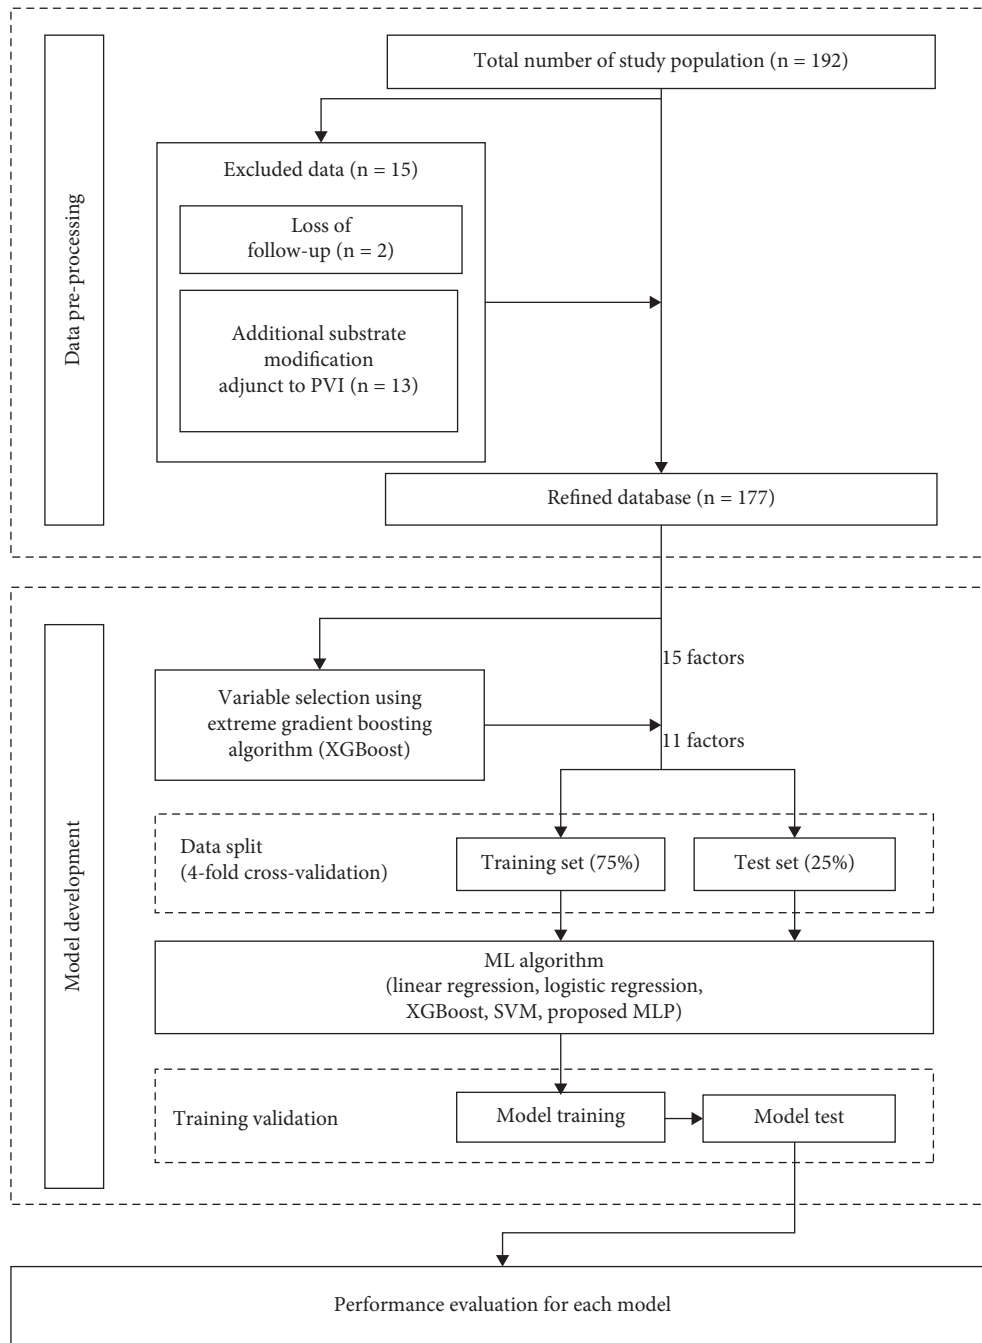 Data pre-processing
Total number of study population (n = 192)
Excluded data (n = 15)
Loss of
follow-up (n = 2)
Additional substrate
modification
adjunct to PVI (n = 13)
Refined database (n = 177)
Model development
15 factors
Variable selection using
extreme gradient boosting
algorithm (XGBoost)
11 factors
Data split
(4-fold cross-validation)
Training set (75%)
Test set (25%)
ML algorithm
(linear regression, logistic regression,
XGBoost, SVM, proposed MLP)
Training validation
Model training
Model test
Performance evaluation for each model